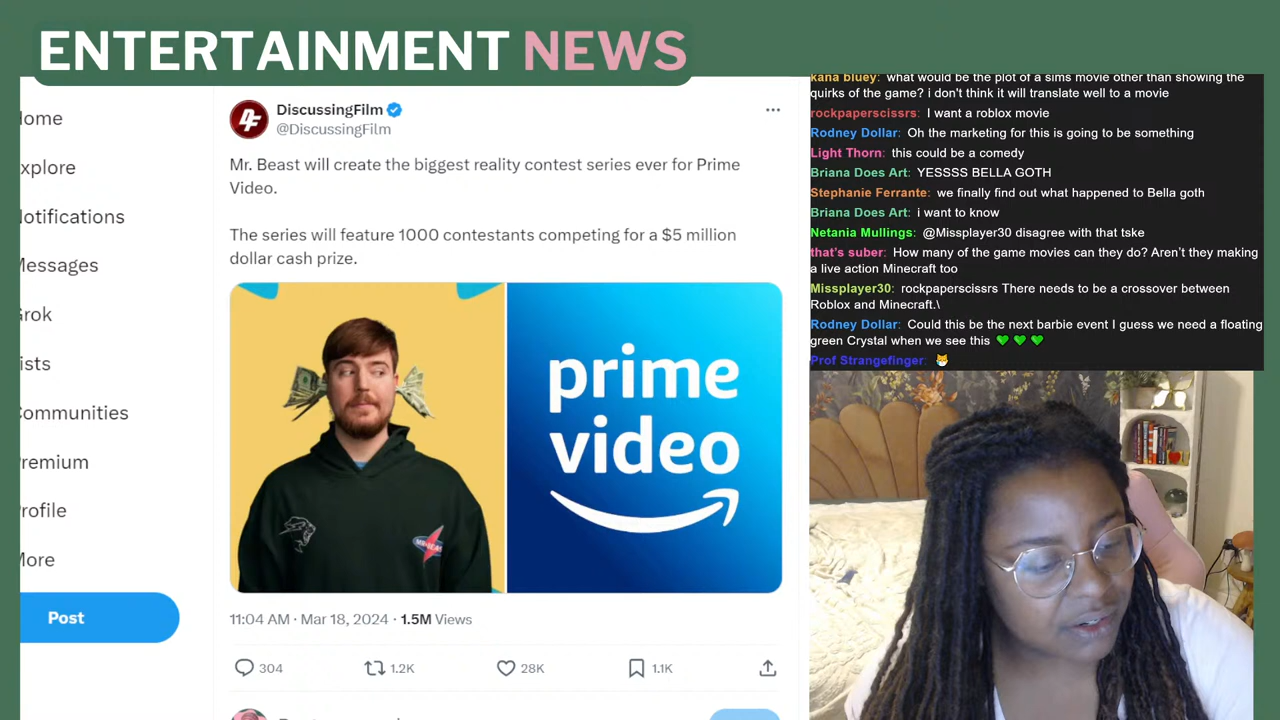 ENTERTAINMENT NEWS
Home
Explore
Notifications
Messages
Grok
Lists
Communities
Premium
Profile
More
Post
DiscussingFilm
@DiscussingFilm
Mr. Beast will create the biggest reality contest series ever for Prime
Video.
The series will feature 1000 contestants competing for a $5 million
dollar cash prize.
prime
video
11:04 AM · Mar 18, 2024 · 1.5M Views
304
1.2K
28K
1.1K
kana bluey: what would be the plot of a sims movie other than showing the
quirks of the game? i don't think it will translate well to a movie
rockpaperscissrs: I want a roblox movie
Rodney Dollar: Oh the marketing for this is going to be something
Light Thorn: this could be a comedy
Briana Does Art: YESSSS BELLA GOTH
Stephanie Ferrante: we finally find out what happened to Bella goth
Briana Does Art: i want to know
Netania Mullings: @Missplayer30 disagree with that tske
that's suber: How many of the game movies can they do? Aren't they making
a live action Minecraft too
Missplayer30: rockpaperscissrs There needs to be a crossover between
Roblox and Minecraft.\
Rodney Dollar: Could this be the next barbie event I guess we need a floating
green Crystal when we see this 💚 💚 💚
Prof Strangefinger: